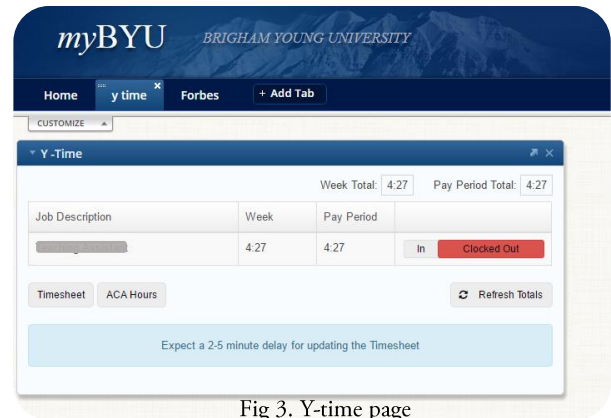 myBYU BRIGHAM YOUNG UNIVERSITY
Home y time Forbes + Add Tab
CUSTOMIZE
Y -Time
Week Total: 4:27 Pay Period Total: 4:27
Job Description Week Pay Period
4:27 4:27 In Clocked Out
Timesheet ACA Hours Refresh Totals
Expect a 2-5 minute delay for updating the Timesheet
Fig 3. Y-time page